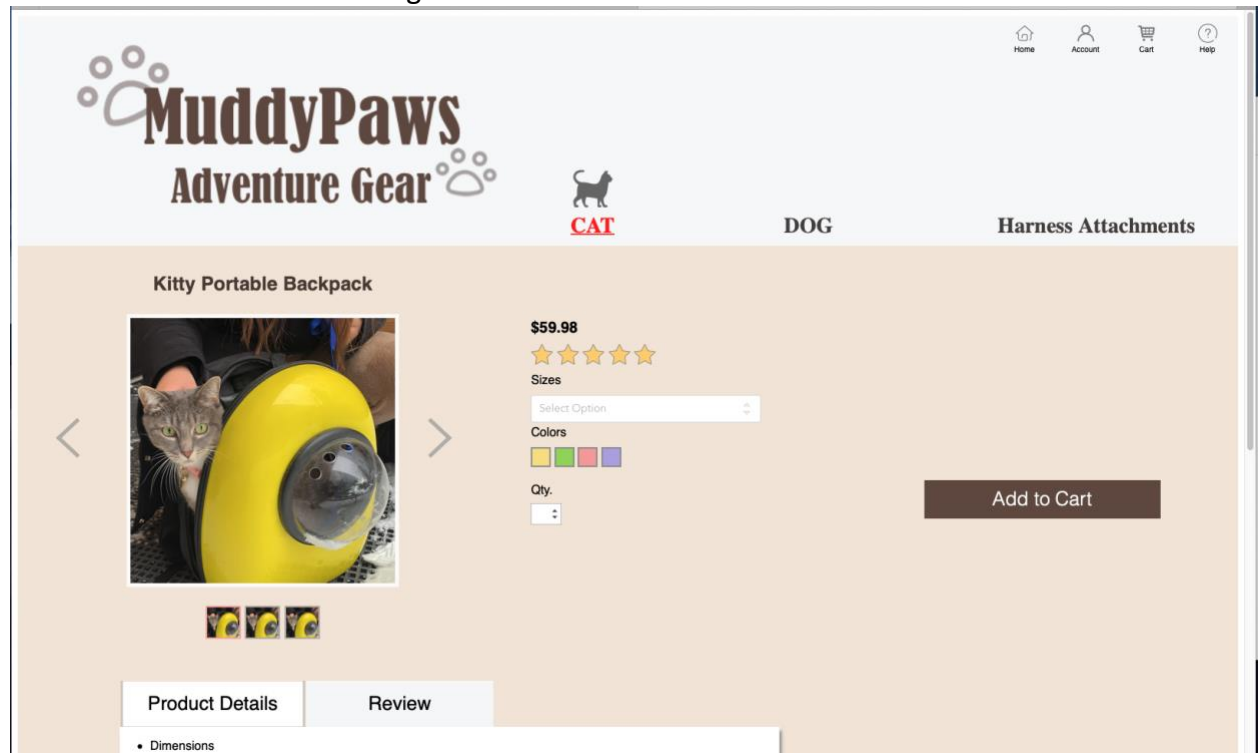 Home Account Cart Help
MuddyPaws
Adventure Gear
CAT DOG Harness Attachments
Kitty Portable Backpack
$59.98
Sizes
Select Option
Colors
Qty.
Add to Cart
Product Details Review
• Dimensions